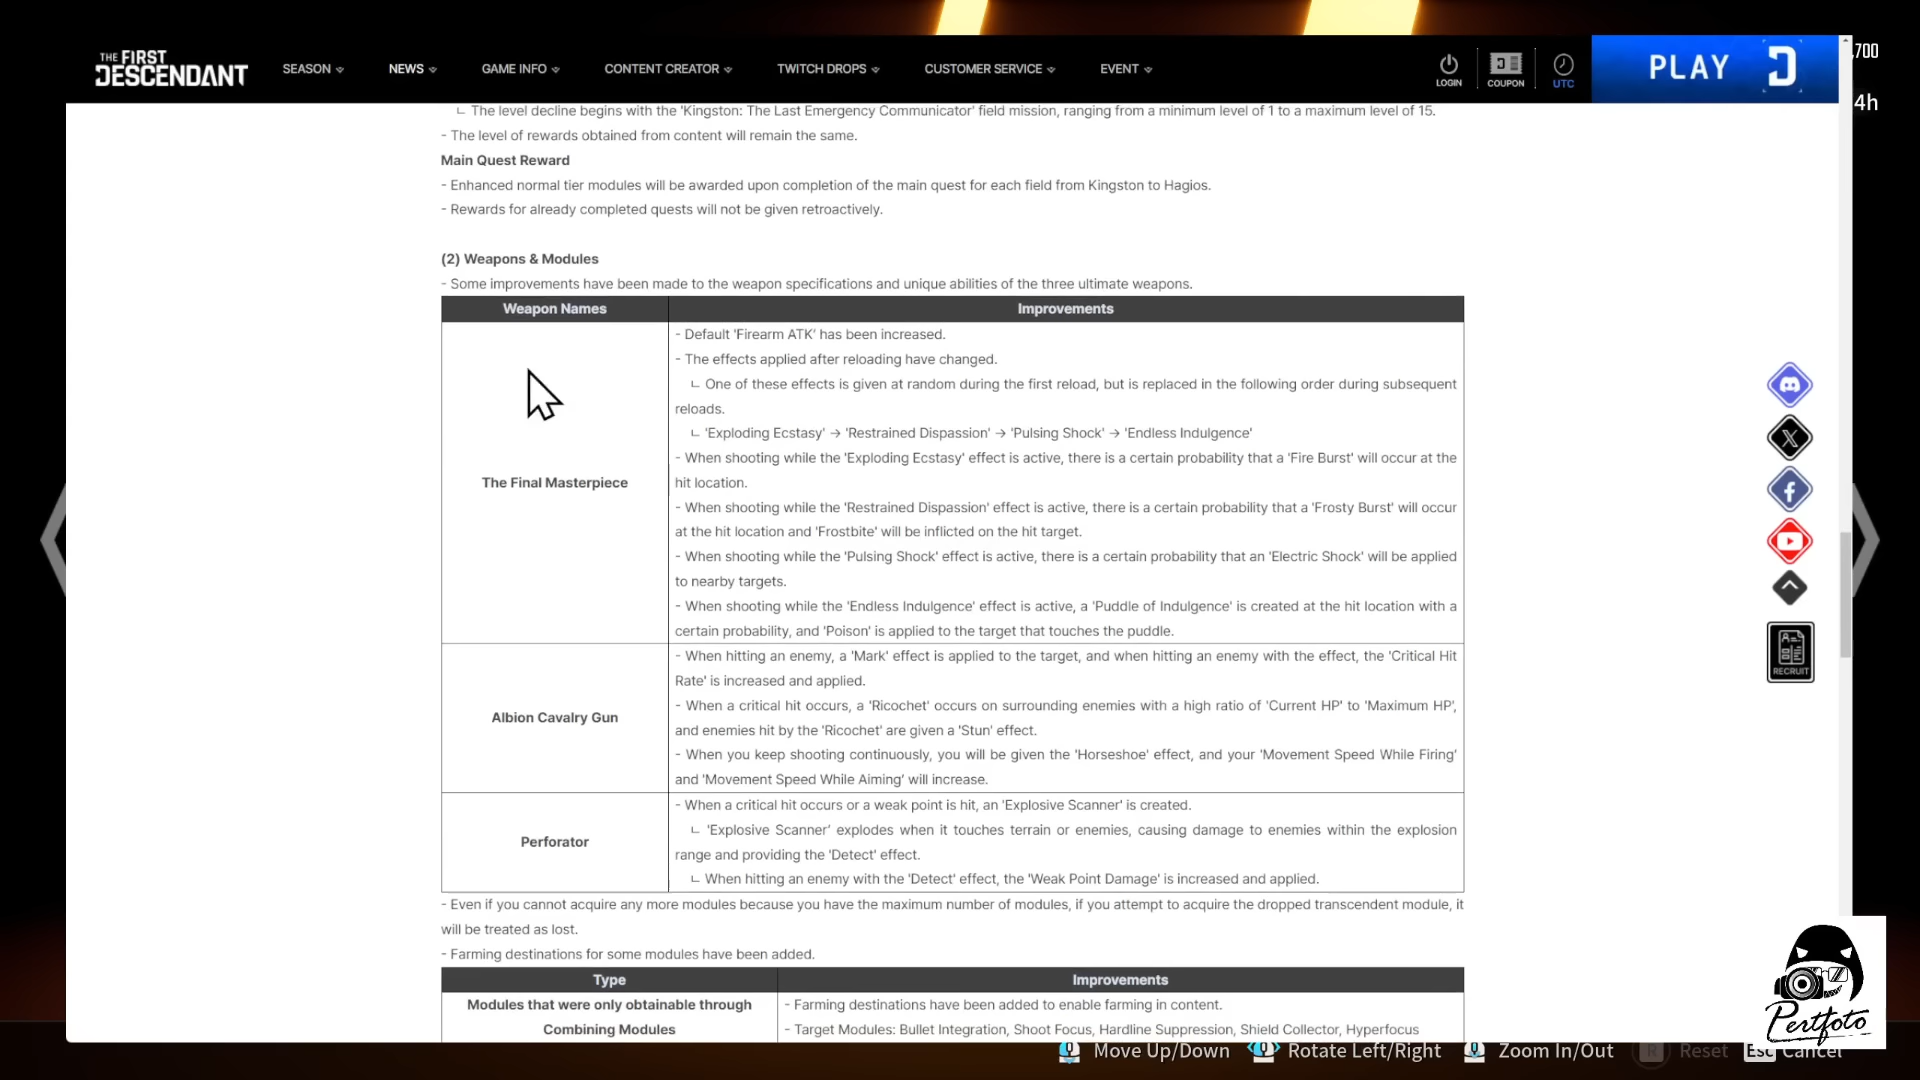 THE FIRST
DESCENDANT
SEASON
NEWS
GAME INFO
CONTENT CREATOR
TWITCH DROPS
CUSTOMER SERVICE
EVENT
LOGIN
COUPON
UTC
PLAY
,700
4h
∟ The level decline begins with the 'Kingston: The Last Emergency Communicator' field mission, ranging from a minimum level of 1 to a maximum level of 15.
- The level of rewards obtained from content will remain the same.
Main Quest Reward
- Enhanced normal tier modules will be awarded upon completion of the main quest for each field from Kingston to Hagios.
- Rewards for already completed quests will not be given retroactively.
(2) Weapons & Modules
- Some improvements have been made to the weapon specifications and unique abilities of the three ultimate weapons.
Weapon Names
Improvements
The Final Masterpiece
- Default 'Firearm ATK' has been increased.
- The effects applied after reloading have changed.
∟ One of these effects is given at random during the first reload, but is replaced in the following order during subsequent
reloads.
∟ 'Exploding Ecstasy' → 'Restrained Dispassion' → 'Pulsing Shock' → 'Endless Indulgence'
- When shooting while the 'Exploding Ecstasy' effect is active, there is a certain probability that a 'Fire Burst' will occur at the
hit location.
- When shooting while the 'Restrained Dispassion' effect is active, there is a certain probability that a 'Frosty Burst' will occur
at the hit location and 'Frostbite' will be inflicted on the hit target.
- When shooting while the 'Pulsing Shock' effect is active, there is a certain probability that an 'Electric Shock' will be applied
to nearby targets.
- When shooting while the 'Endless Indulgence' effect is active, a 'Puddle of Indulgence' is created at the hit location with a
certain probability, and 'Poison' is applied to the target that touches the puddle.
Albion Cavalry Gun
- When hitting an enemy, a 'Mark' effect is applied to the target, and when hitting an enemy with the effect, the 'Critical Hit
Rate' is increased and applied.
- When a critical hit occurs, a 'Ricochet' occurs on surrounding enemies with a high ratio of 'Current HP' to 'Maximum HP',
and enemies hit by the 'Ricochet' are given a 'Stun' effect.
- When you keep shooting continuously, you will be given the 'Horseshoe' effect, and your 'Movement Speed While Firing'
and 'Movement Speed While Aiming' will increase.
Perforator
- When a critical hit occurs or a weak point is hit, an 'Explosive Scanner' is created.
∟ 'Explosive Scanner' explodes when it touches terrain or enemies, causing damage to enemies within the explosion
range and providing the 'Detect' effect.
∟ When hitting an enemy with the 'Detect' effect, the 'Weak Point Damage' is increased and applied.
- Even if you cannot acquire any more modules because you have the maximum number of modules, if you attempt to acquire the dropped transcendent module, it
will be treated as lost.
- Farming destinations for some modules have been added.
Type
Improvements
Modules that were only obtainable through
Combining Modules
- Farming destinations have been added to enable farming in content.
- Target Modules: Bullet Integration, Shoot Focus, Hardline Suppression, Shield Collector, Hyperfocus
RECRUIT
Pertfoto
Move Up/Down
Rotate Left/Right
Zoom In/Out
R Reset
Esc Cancel